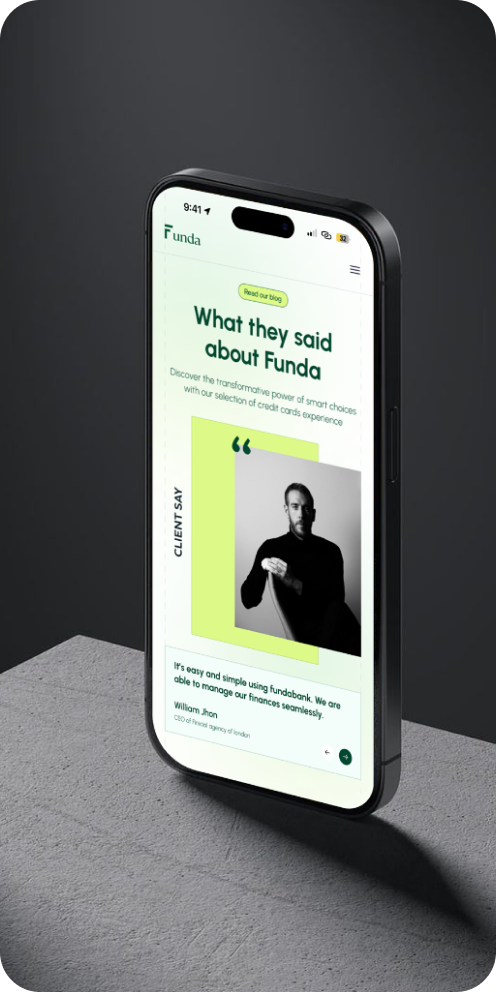 9:41
32
Funda
Read our blog
What they said
about Funda
Discover the transformative power of smart choices
with our selection of credit cards experience
“
CLIENT SAY
It's easy and simple using fundabank. We are
able to manage our finances seamlessly.
William Jhon
CEO of Finicial agency of london